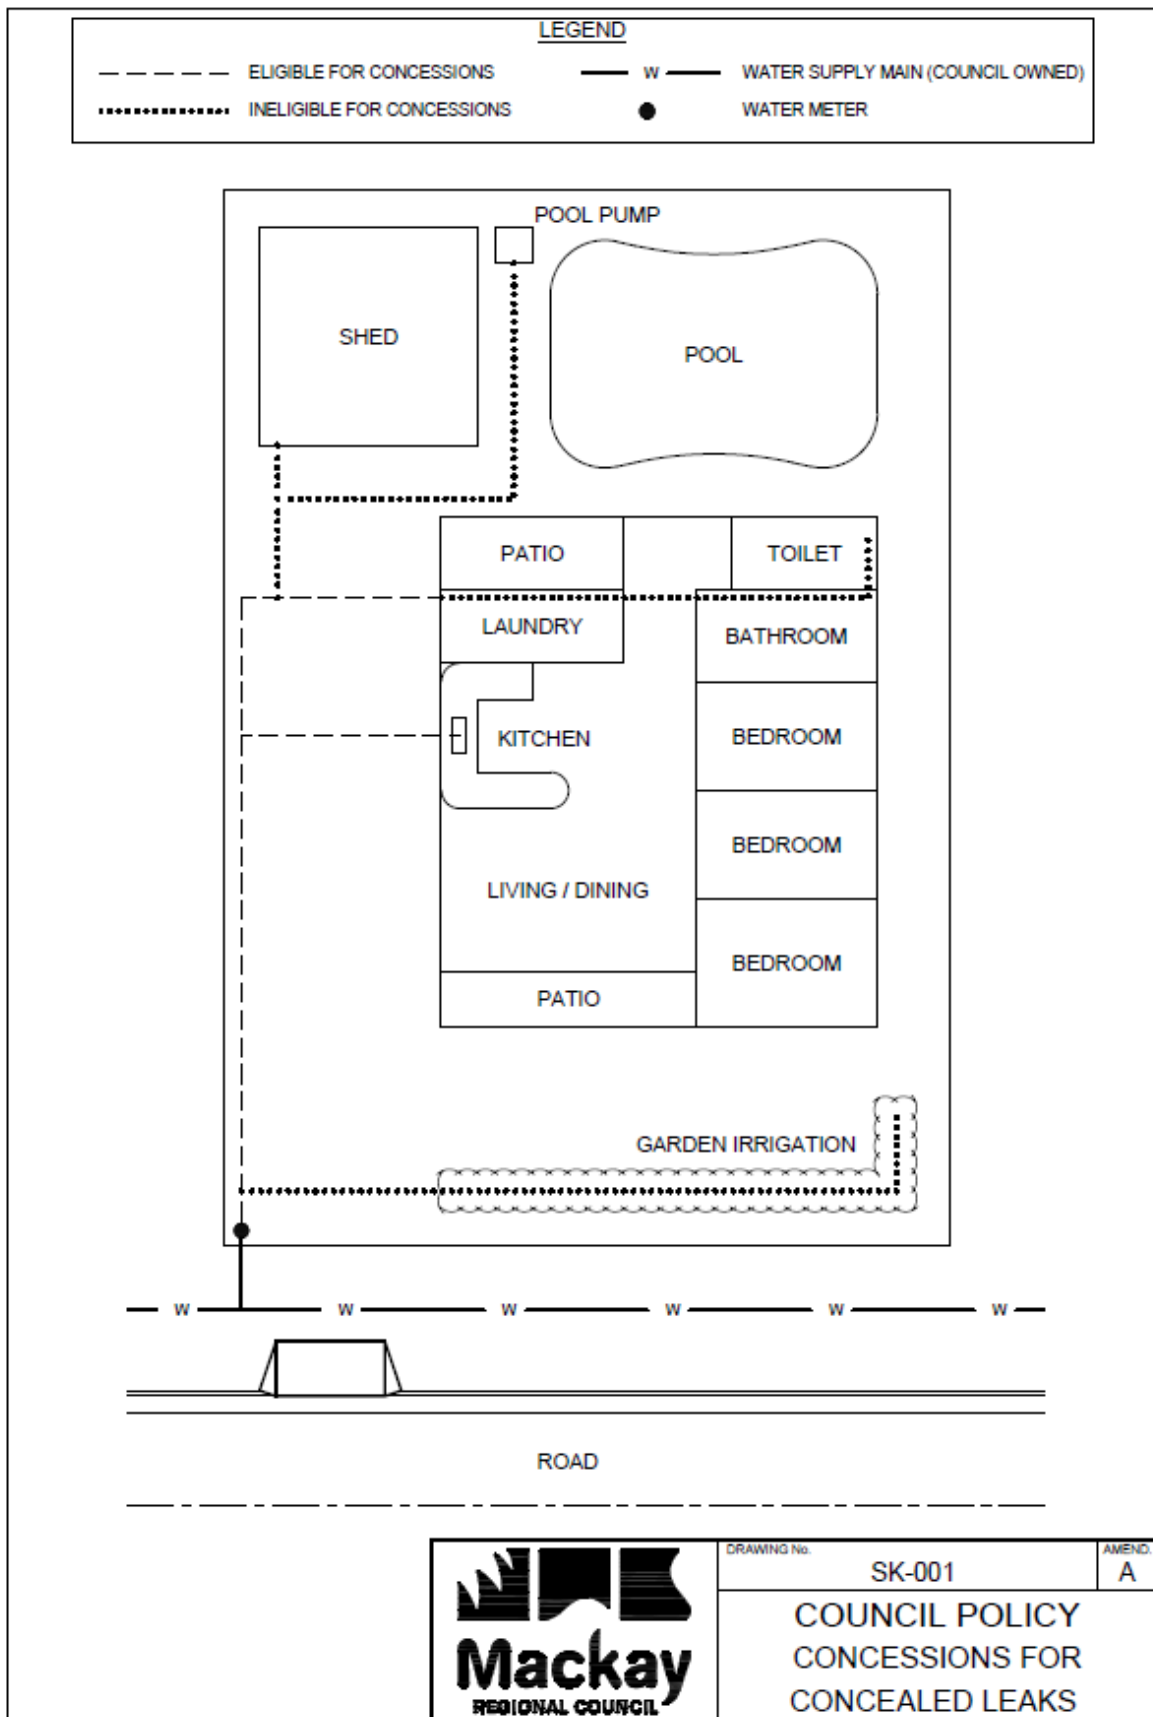 LEGEND
ELIGIBLE FOR CONCESSIONS
W
WATER SUPPLY MAIN (COUNCIL OWNED)
INELIGIBLE FOR CONCESSIONS
WATER METER
POOL PUMP
SHED
POOL
PATIO
TOILET
LAUNDRY
BATHROOM
KITCHEN
BEDROOM
BEDROOM
LIVING / DINING
BEDROOM
PATIO
GARDEN IRRIGATION
W W W W W W
ROAD
DRAWING No.
SK-001
AMEND.
A
COUNCIL POLICY
CONCESSIONS FOR
CONCEALED LEAKS
Mackay
REGIONAL COUNCIL